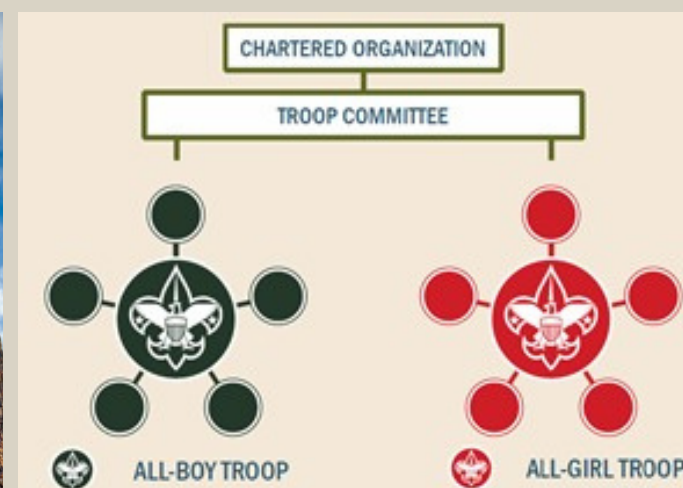 CHARTERED ORGANIZATION
TROOP COMMITTEE
ALL-BOY TROOP
ALL-GIRL TROOP